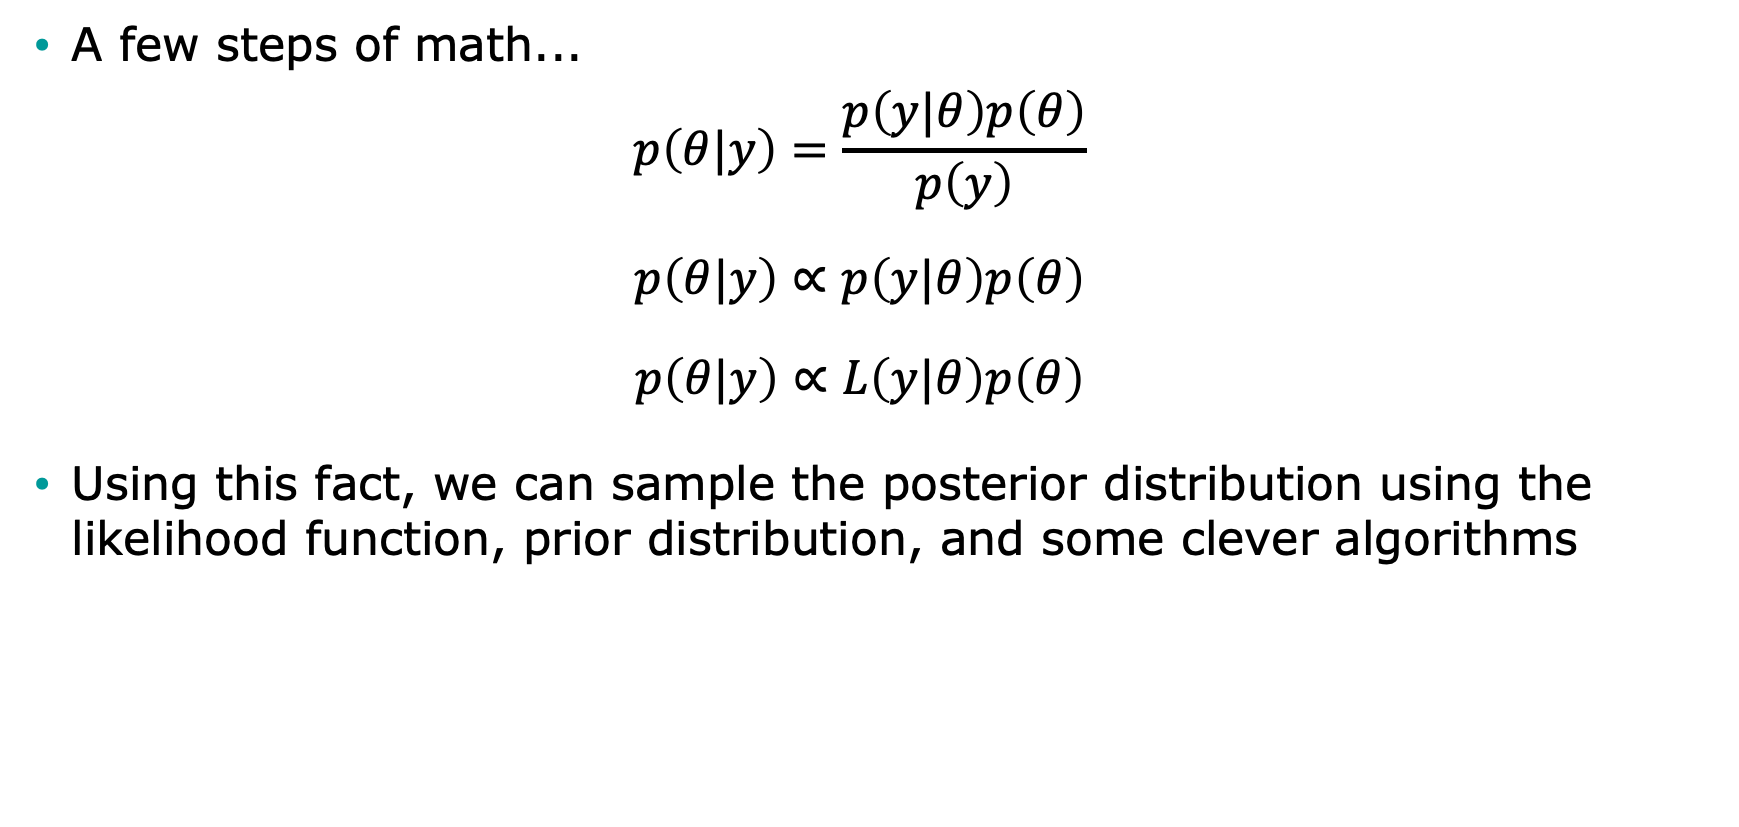 • A few steps of math...
p(θ|y) = p(y|θ)p(θ)
p(y)
p(θ|y) ∝ p(y|θ)p(θ)
p(θ|y) ∝ L(y|θ)p(θ)
• Using this fact, we can sample the posterior distribution using the
likelihood function, prior distribution, and some clever algorithms